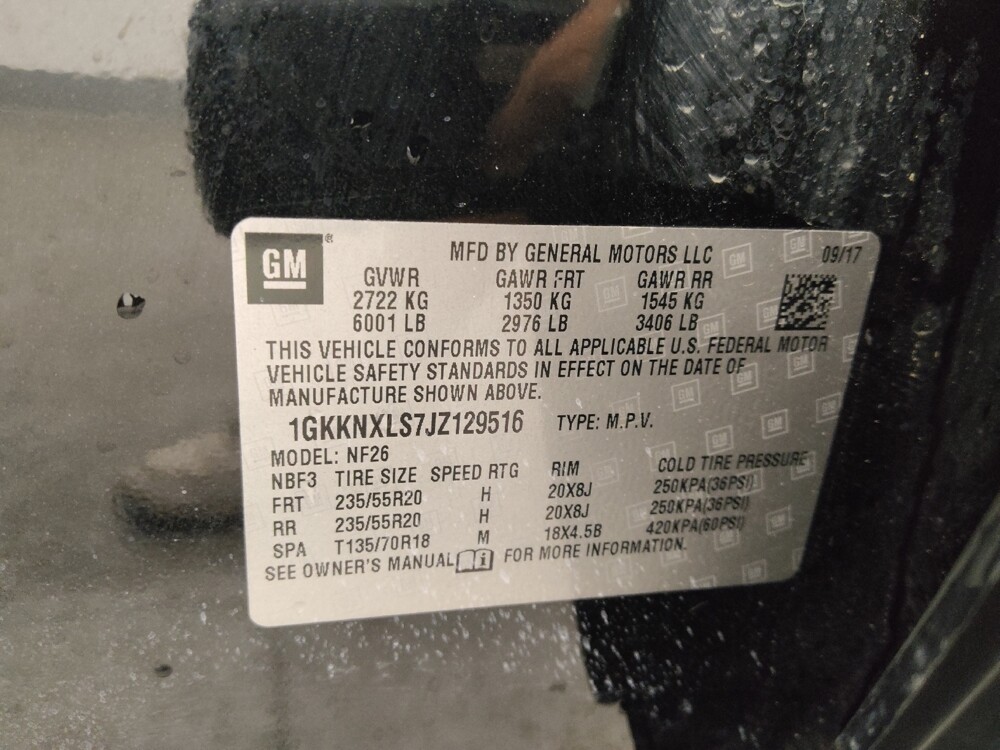 GM®
MFD BY GENERAL MOTORS LLC 09/17
GVWR GAWR FRT GAWR RR
2722 KG 1350 KG 1545 KG
6001 LB 2976 LB 3406 LB
THIS VEHICLE CONFORMS TO ALL APPLICABLE U.S. FEDERAL MOTOR
VEHICLE SAFETY STANDARDS IN EFFECT ON THE DATE OF
MANUFACTURE SHOWN ABOVE.
1GKKNXLS7JZ129516 TYPE: M.P.V.
MODEL: NF26
NBF3 TIRE SIZE SPEED RTG RIM COLD TIRE PRESSURE
FRT 235/55R20 H 20X8J 250KPA(36PSI)
RR 235/55R20 H 20X8J 250KPA(36PSI)
SPA T135/70R18 M 18X4.5B 420KPA(60PSI)
SEE OWNER'S MANUAL i FOR MORE INFORMATION.